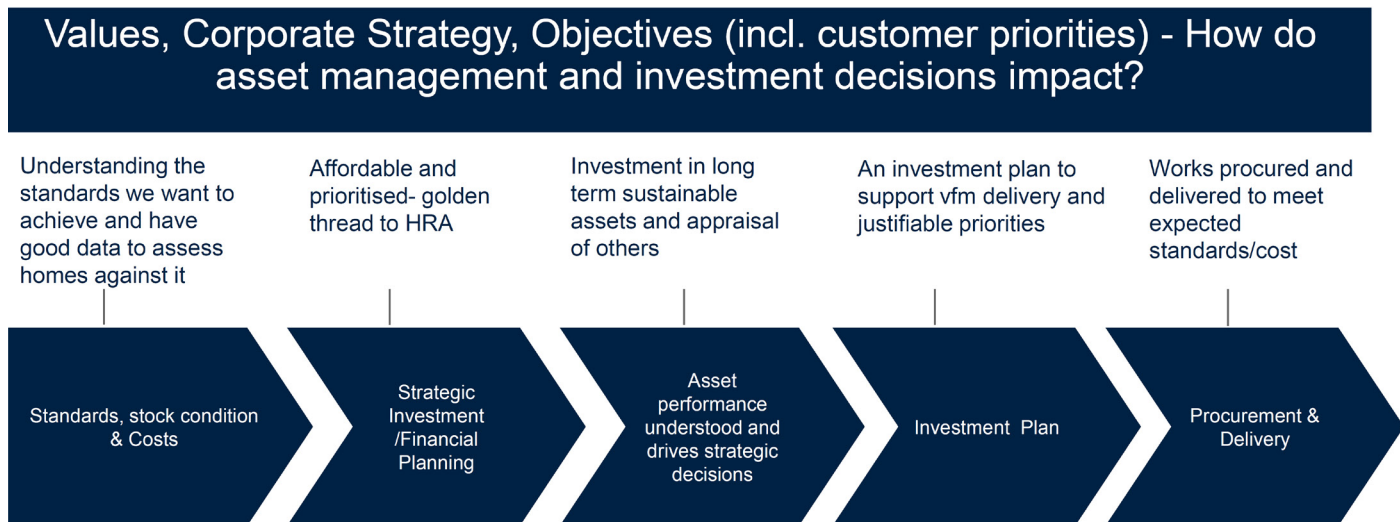 Values, Corporate Strategy, Objectives (incl. customer priorities) - How do
asset management and investment decisions impact?
Understanding the
standards we want to
achieve and have
good data to assess
homes against it
Affordable and
prioritised- golden
thread to HRA
Investment in long
term sustainable
assets and appraisal
of others
An investment plan to
support vfm delivery and
justifiable priorities
Works procured and
delivered to meet
expected
standards/cost
Standards, stock condition
& Costs
Strategic
Investment
/Financial
Planning
Asset
performance
understood and
drives strategic
decisions
Investment Plan
Procurement &
Delivery